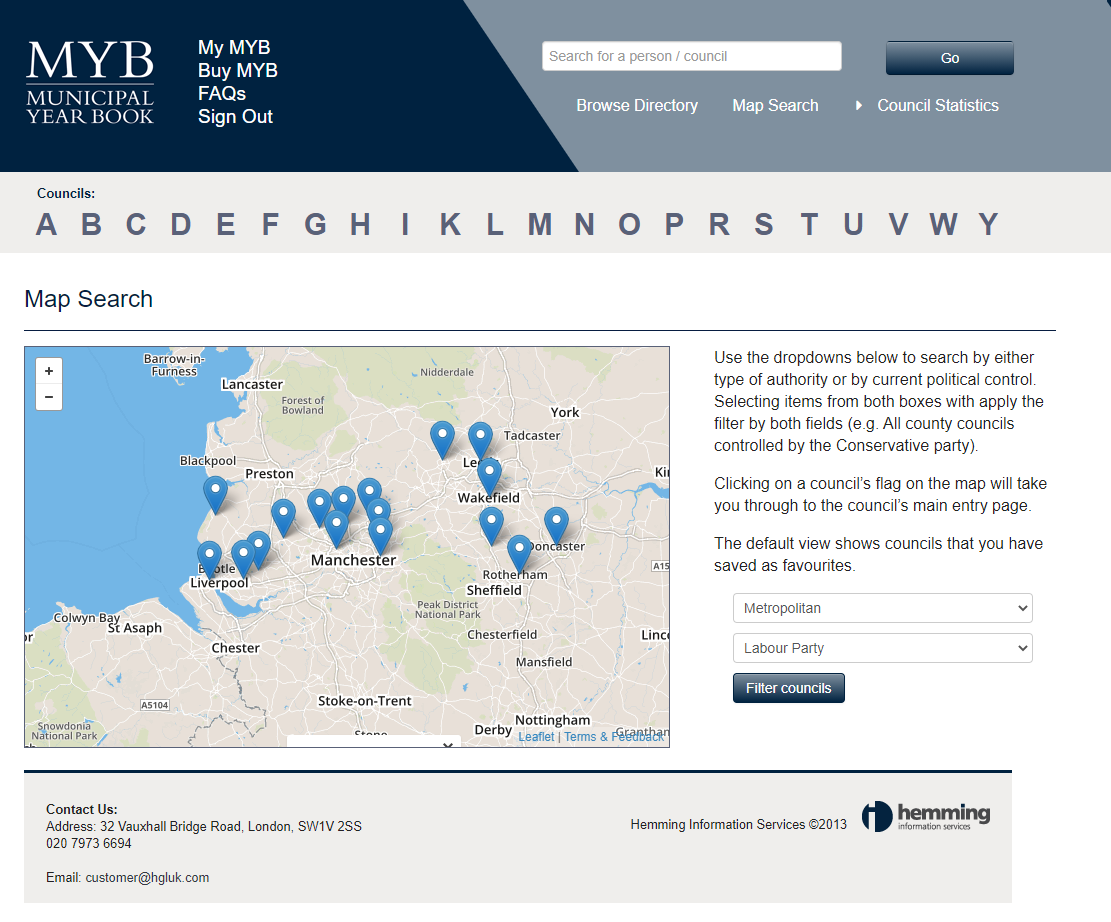 MYB
MUNICIPAL
YEAR BOOK
My MYB
Buy MYB
FAQs
Sign Out
Search for a person / council
Go
Browse Directory
Map Search
Council Statistics
Councils:
A B C D E F G H I K L M N O P R S T U V W Y
Map Search
+
−
Barrow-in-
Furness
Lancaster
Nidderdale
Forest of
Bowland
York
Tadcaster
Blackpool
Preston
Wakefield
Manchester
Doncaster
Liverpool
Rotherham
Sheffield
A15
Peak District
National Park
Colwyn Bay
St Asaph
Chesterfield
Chester
Mansfield
Stoke-on-Trent
A5104
Nottingham
Snowdonia
National Park
Derby
Leaflet | Terms & Feedback
Use the dropdowns below to search by either
type of authority or by current political control.
Selecting items from both boxes with apply the
filter by both fields (e.g. All county councils
controlled by the Conservative party).
Clicking on a council's flag on the map will take
you through to the council's main entry page.
The default view shows councils that you have
saved as favourites.
Metropolitan
Labour Party
Filter councils
Contact Us:
Address: 32 Vauxhall Bridge Road, London, SW1V 2SS
020 7973 6694
Email: customer@hgluk.com
Hemming Information Services ©2013
hemming
information services